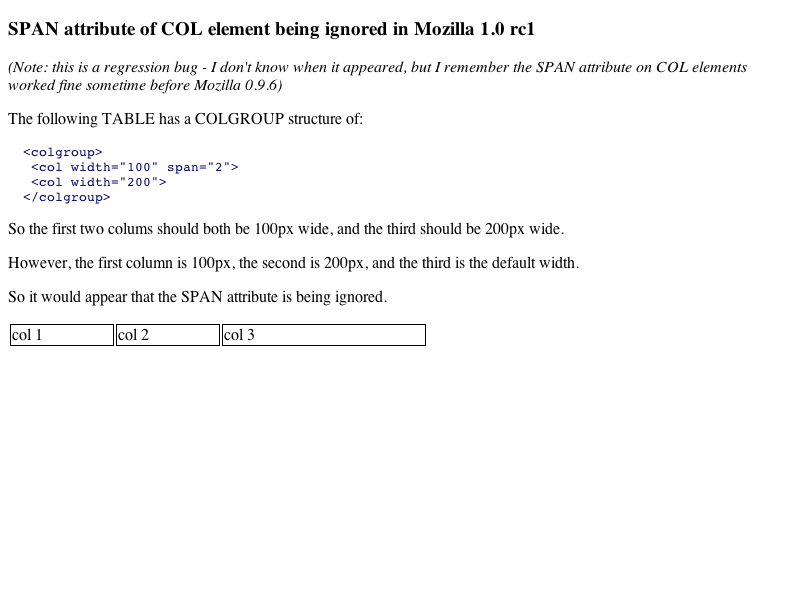 SPAN attribute of COL element being ignored in Mozilla 1.0 rc1
(Note: this is a regression bug - I don't know when it appeared, but I remember the SPAN attribute on COL elements
worked fine sometime before Mozilla 0.9.6)
The following TABLE has a COLGROUP structure of:
<colgroup>
<col width="100" span="2">
<col width="200">
</colgroup>
So the first two colums should both be 100px wide, and the third should be 200px wide.
However, the first column is 100px, the second is 200px, and the third is the default width.
So it would appear that the SPAN attribute is being ignored.
col 1 col 2 col 3